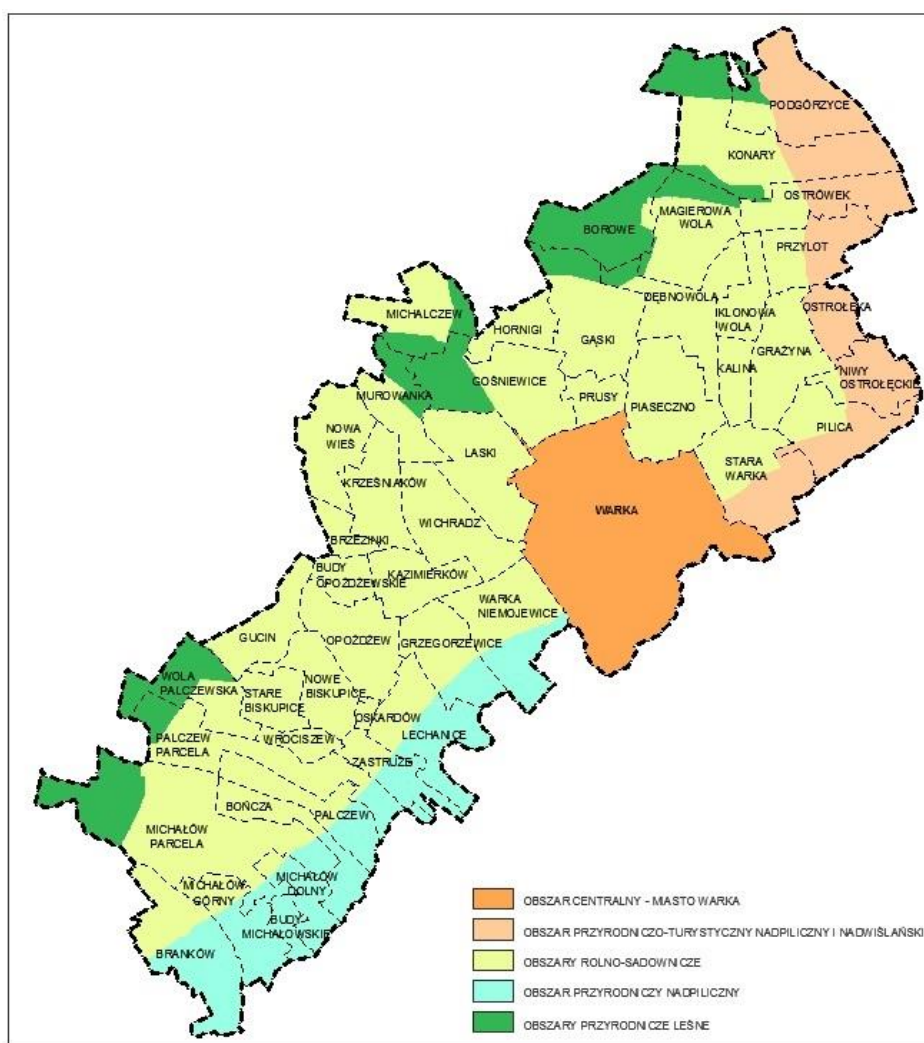 PODGÓRZYCE
KONARY
OSTRÓWEK
MAGIEROWA
WOLA
BOROWE
PRZYLOT
OSTROŁĘKA
DĘBNOWOLA
IKLONOWA
WOLA
MICHALCZEW
HORNIGI
GĄSKI
GRAŻYNA
KALINA
NIWY
OSTROŁĘCKIE
MUROWANKA
GOŚNIEWICE
PRUSY
PIASECZNO
PILICA
NOWA
WIEŚ
LASKI
STARA
WARKA
KRZEŚNIAKÓW
WARKA
WICHRADZ
BRZEZINKI
BUDY
OPOŻDŻEWSKIE
KAZIMIERKÓW
WARKA
NIEMOJEWICE
GUCIN
OPOŻDŻEW
GRZEGORZEWICE
WOLA
PALCZEWSKA
STARE
BISKUPICE
NOWE
BISKUPICE
OSKARDÓW
LECHANICE
PALCZEW
PARCELA
WROCISZEW
ZASTRUŻE
BOŃCZA
PALCZEW
MICHAŁÓW
PARCELA
MICHAŁÓW
GÓRNY
MICHAŁÓW
DOLNY
BUDY
MICHAŁOWSKIE
BRANKÓW
OBSZAR CENTRALNY - MIASTO WARKA
OBSZAR PRZYRODNICZO-TURYSTYCZNY NADPILICZNY I NADWIŚLAŃSKI
OBSZARY ROLNO-SADOWNICZE
OBSZAR PRZYRODNICZY NADPILICZNY
OBSZARY PRZYRODNICZE LEŚNE